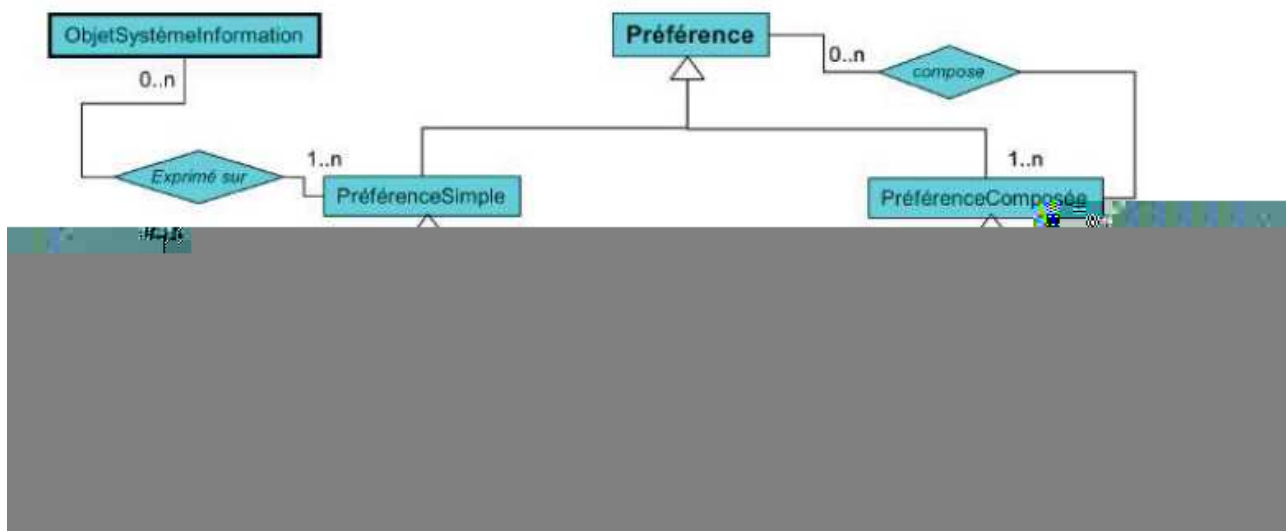 ObjetSystèmeInformation
Préférence
0..n
0..n
compose
1..n
1..n
Exprimé sur
PréférenceSimple
PréférenceComposée